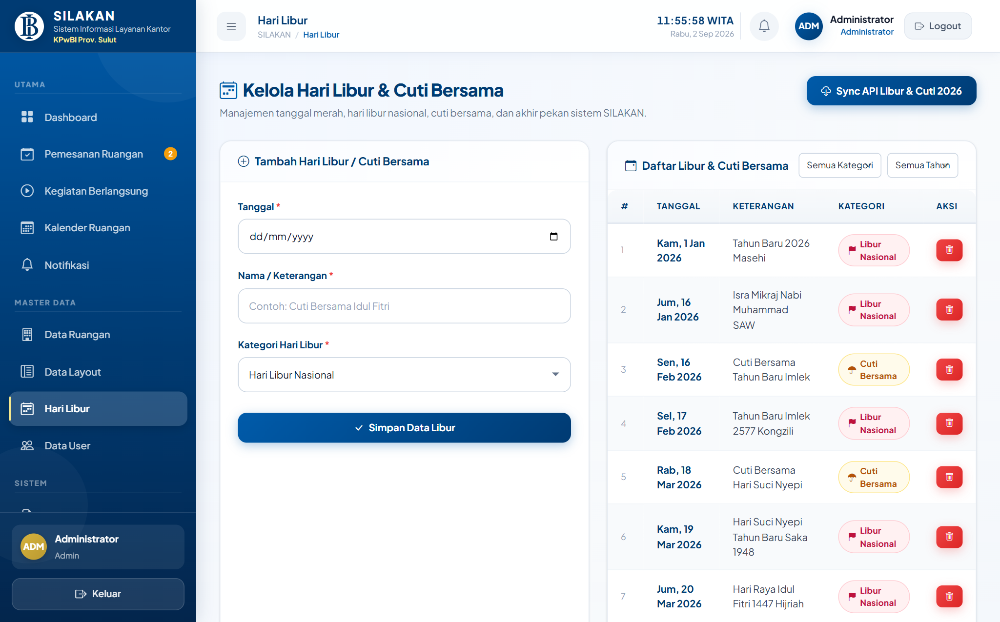 SILAKAN
Sistem Informasi Layanan Kantor
KPwBI Prov. Sulut
UTAMA
Dashboard
Pemesanan Ruangan 2
Kegiatan Berlangsung
Kalender Ruangan
Notifikasi
MASTER DATA
Data Ruangan
Data Layout
Hari Libur
Data User
SISTEM
ADM Administrator
Admin
Keluar
Hari Libur
SILAKAN / Hari Libur
11:55:58 WITA
Rabu, 2 Sep 2026
ADM
Administrator
Administrator
Logout
Kelola Hari Libur & Cuti Bersama
Manajemen tanggal merah, hari libur nasional, cuti bersama, dan akhir pekan sistem SILAKAN.
Sync API Libur & Cuti 2026
Tambah Hari Libur / Cuti Bersama
Tanggal *
dd/mm/yyyy
Nama / Keterangan *
Contoh: Cuti Bersama Idul Fitri
Kategori Hari Libur *
Hari Libur Nasional
Simpan Data Libur
Daftar Libur & Cuti Bersama
Semua Kategori
Semua Tahun
# TANGGAL KETERANGAN KATEGORI AKSI
1
Kam, 1 Jan
2026
Tahun Baru 2026
Masehi
Libur
Nasional
2
Jum, 16
Jan 2026
Isra Mikraj Nabi
Muhammad
SAW
Libur
Nasional
3
Sen, 16
Feb 2026
Cuti Bersama
Tahun Baru Imlek
Cuti
Bersama
4
Sel, 17
Feb 2026
Tahun Baru Imlek
2577 Kongzili
Libur
Nasional
5
Rab, 18
Mar 2026
Cuti Bersama
Hari Suci Nyepi
Cuti
Bersama
6
Kam, 19
Mar 2026
Hari Suci Nyepi
Tahun Baru Saka
1948
Libur
Nasional
7
Jum, 20
Mar 2026
Hari Raya Idul
Fitri 1447 Hijriah
Libur
Nasional